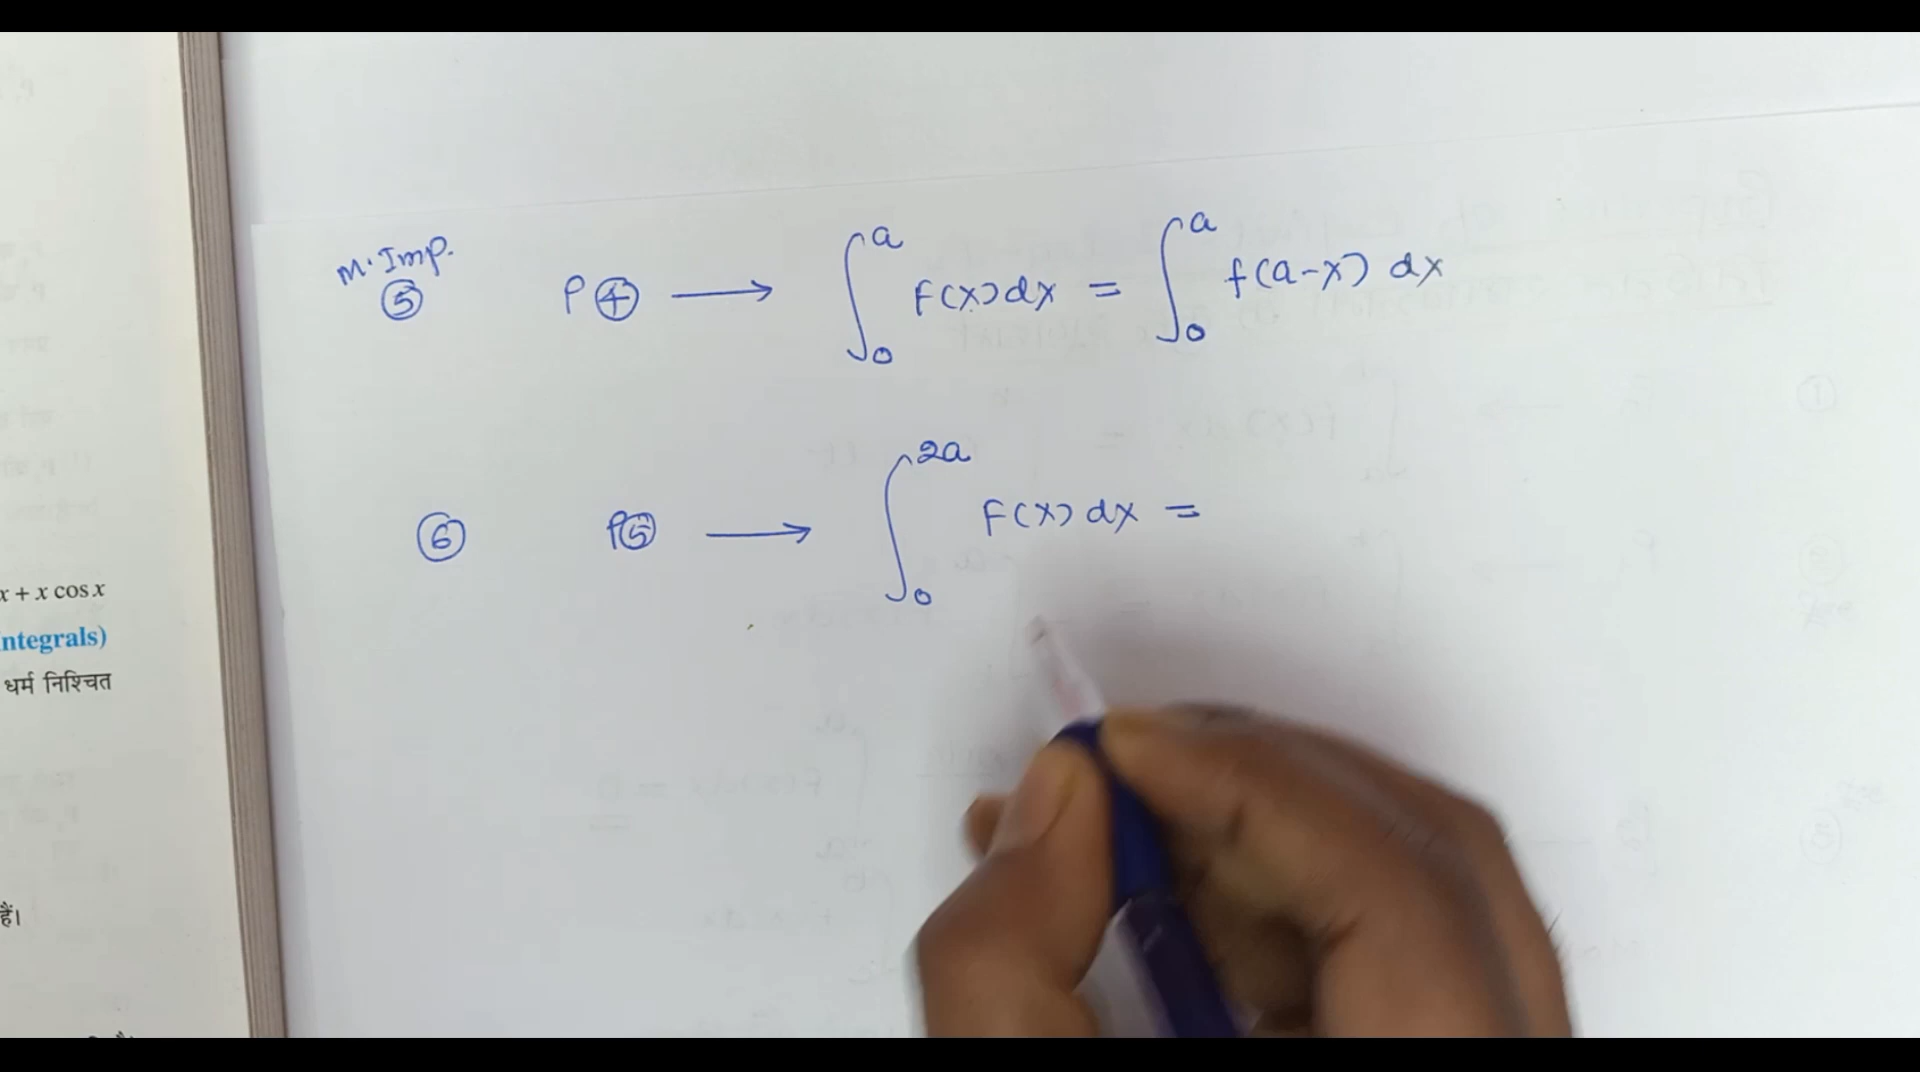 M. Imp.
⑤ P④ ⟶ ∫₀ᵃ f(x) dx = ∫₀ᵃ f(a-x) dx
⑥ P⑤ ⟶ ∫₀²ᵃ f(x) dx =
x + x cos x
ntegrals)
धर्म निश्चित
हैं।